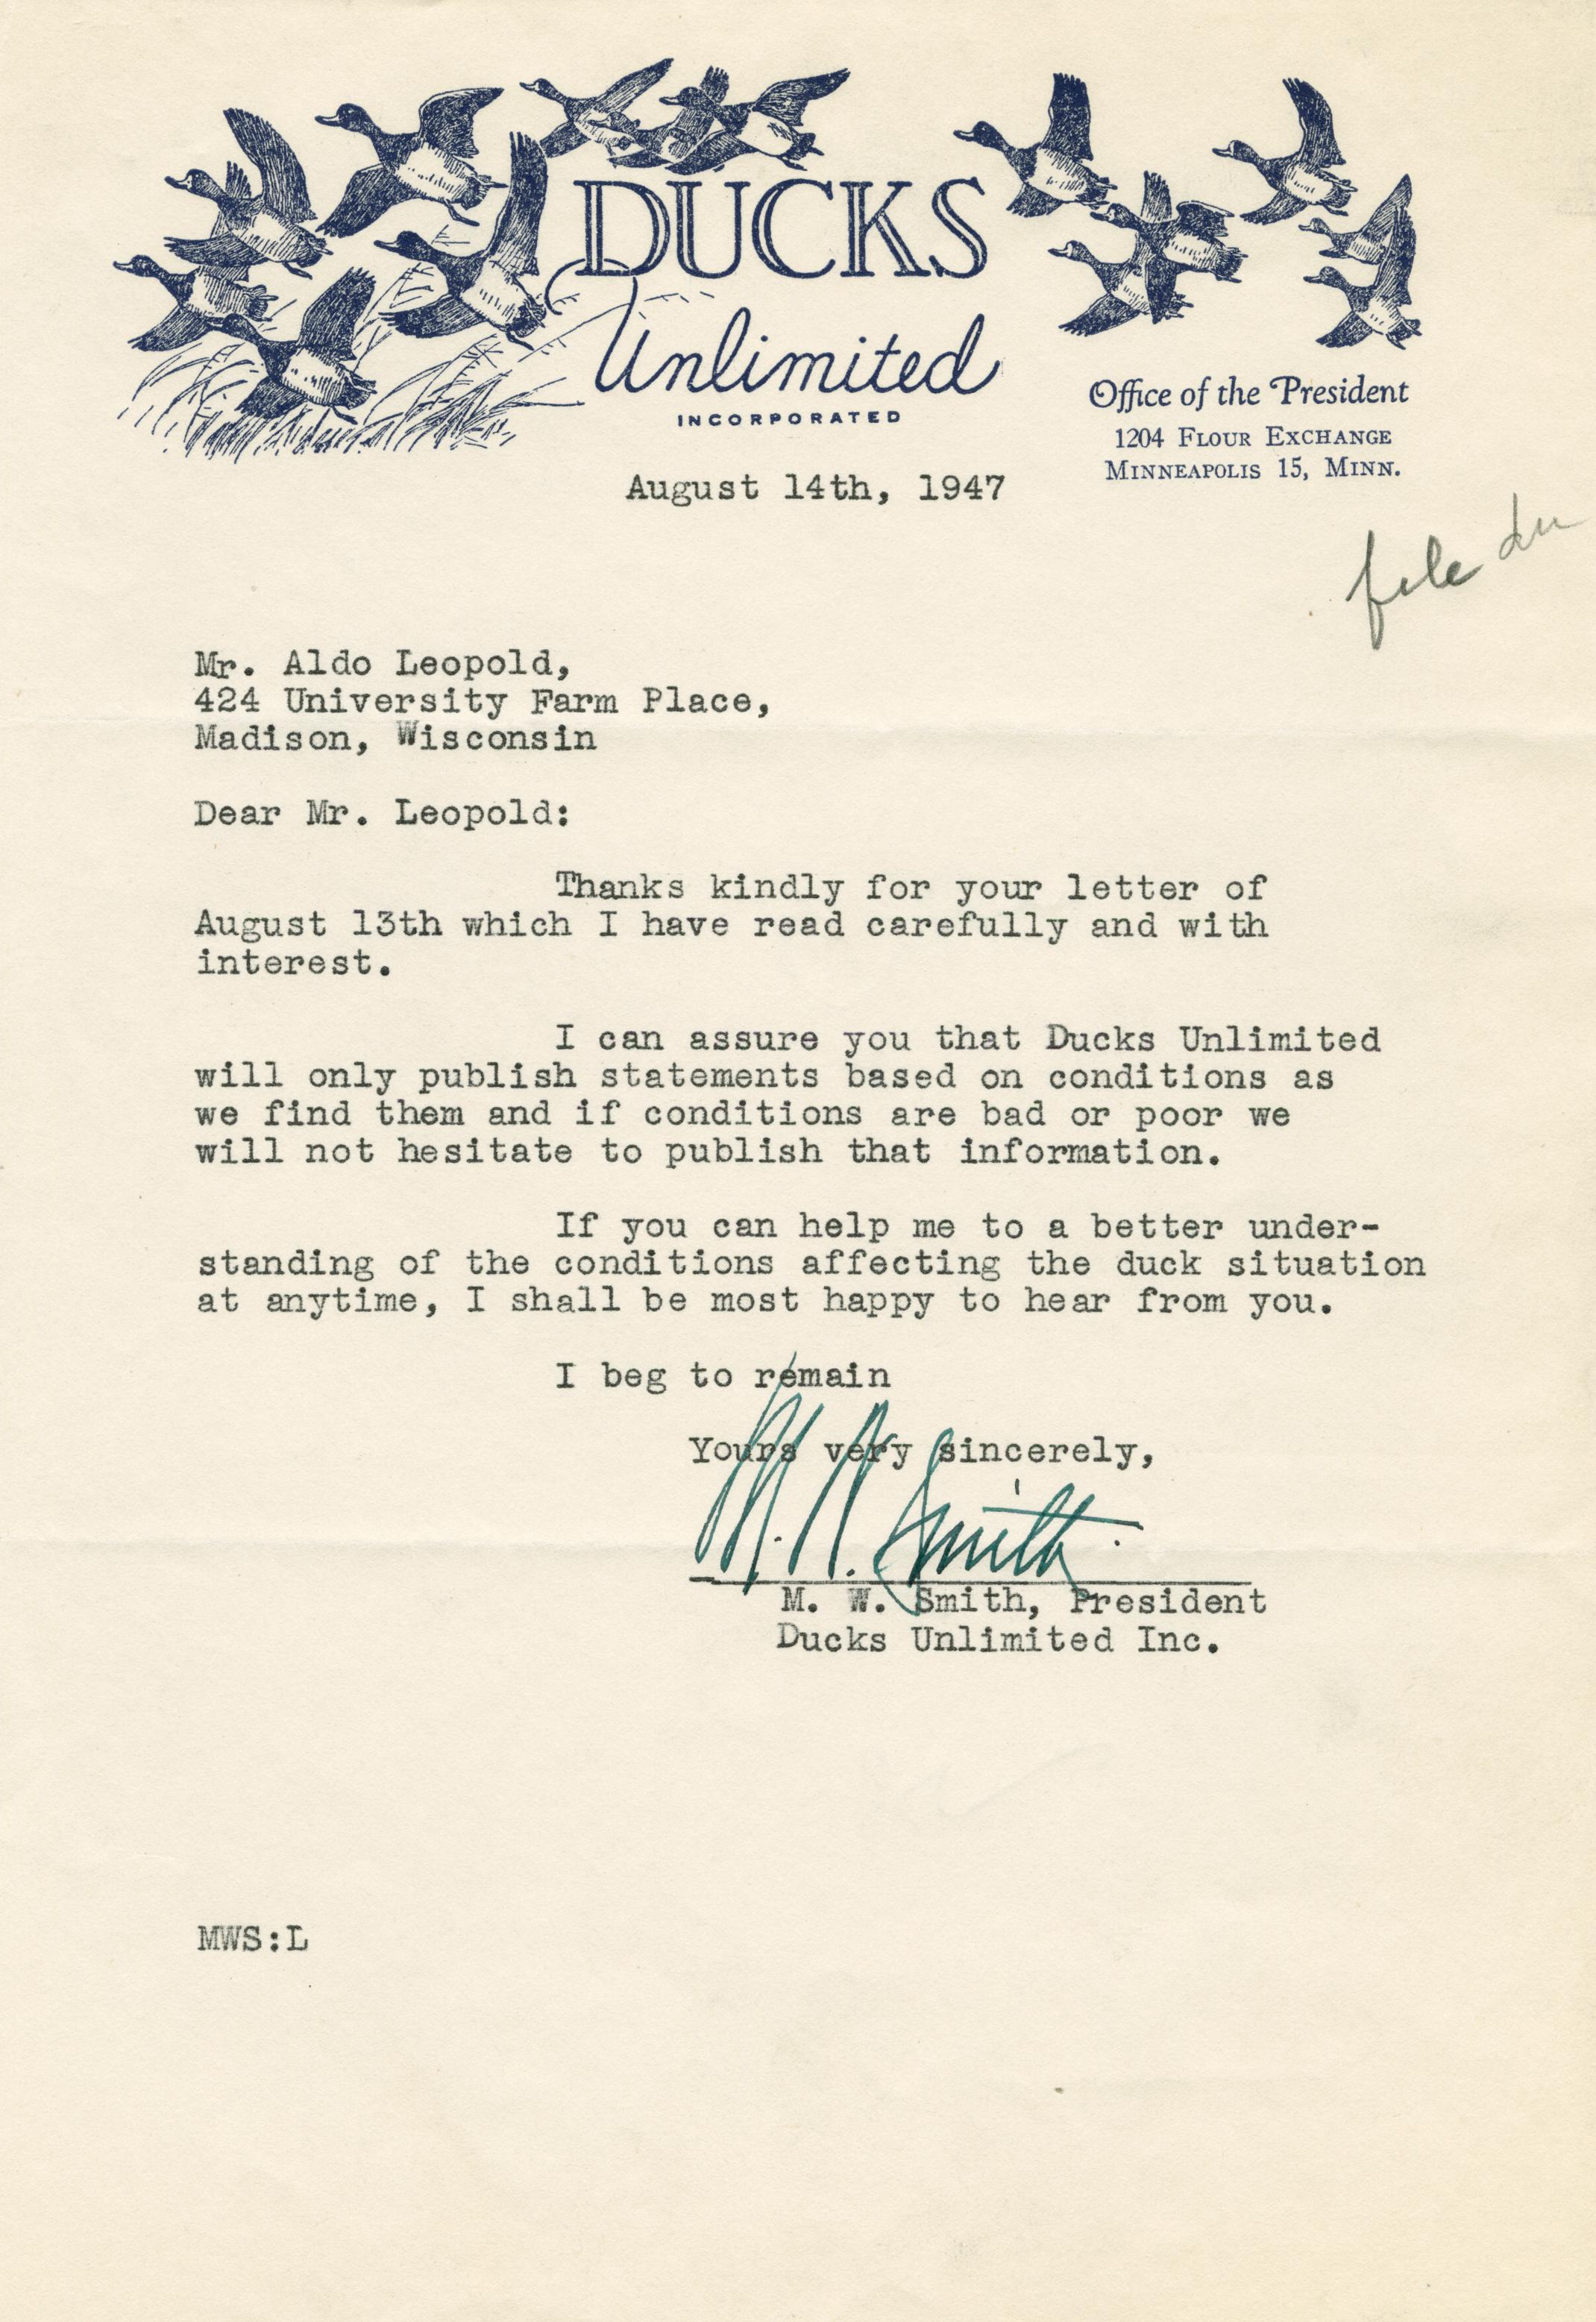 DUCKS
Unlimited
INCORPORATED
Office of the President
1204 FLOUR EXCHANGE
MINNEAPOLIS 15, MINN.
August 14th, 1947
file du
Mr. Aldo Leopold,
424 University Farm Place,
Madison, Wisconsin
Dear Mr. Leopold:
Thanks kindly for your letter of
August 13th which I have read carefully and with
interest.
I can assure you that Ducks Unlimited
will only publish statements based on conditions as
we find them and if conditions are bad or poor we
will not hesitate to publish that information.
If you can help me to a better under-
standing of the conditions affecting the duck situation
at anytime, I shall be most happy to hear from you.
I beg to remain
Yours very sincerely,
M. W. Smith
M. W. Smith, President
Ducks Unlimited Inc.
MWS:L